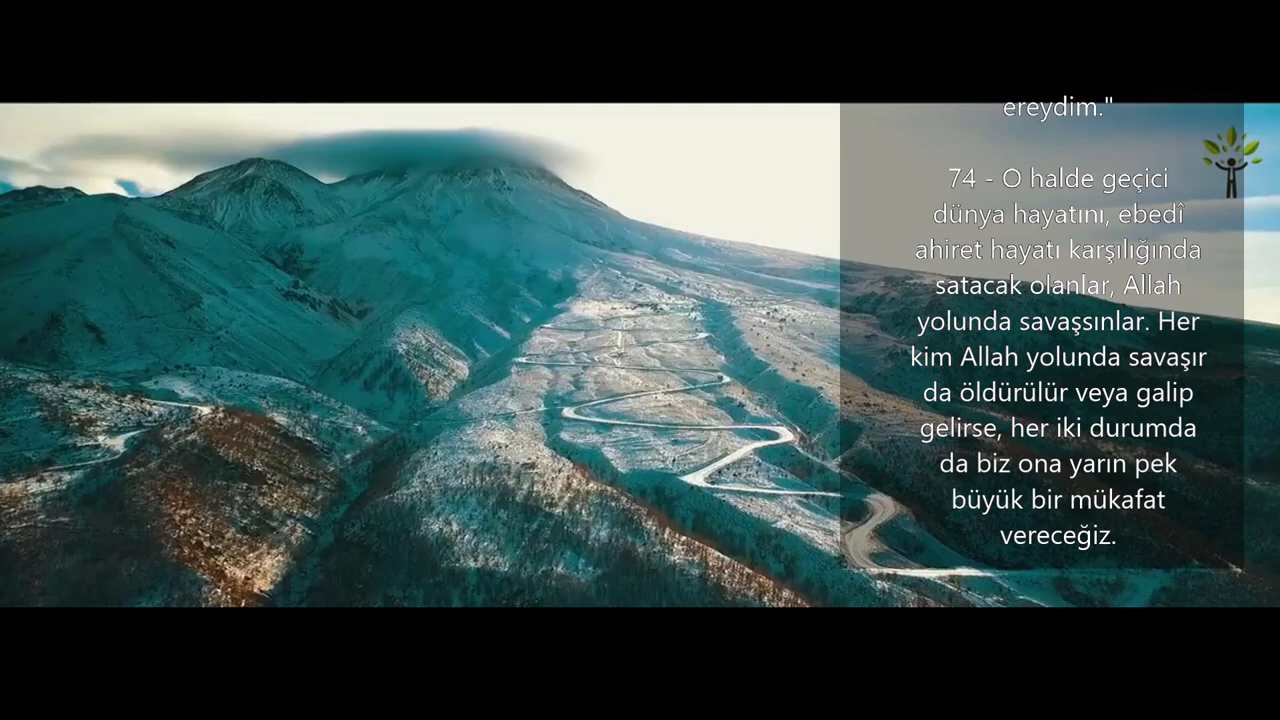 ereydim."
74 - O halde geçici
dünya hayatını, ebedî
ahiret hayatı karşılığında
satacak olanlar, Allah
yolunda savaşsınlar. Her
kim Allah yolunda savaşır
da öldürülür veya galip
gelirse, her iki durumda
da biz ona yarın pek
büyük bir mükafat
vereceğiz.